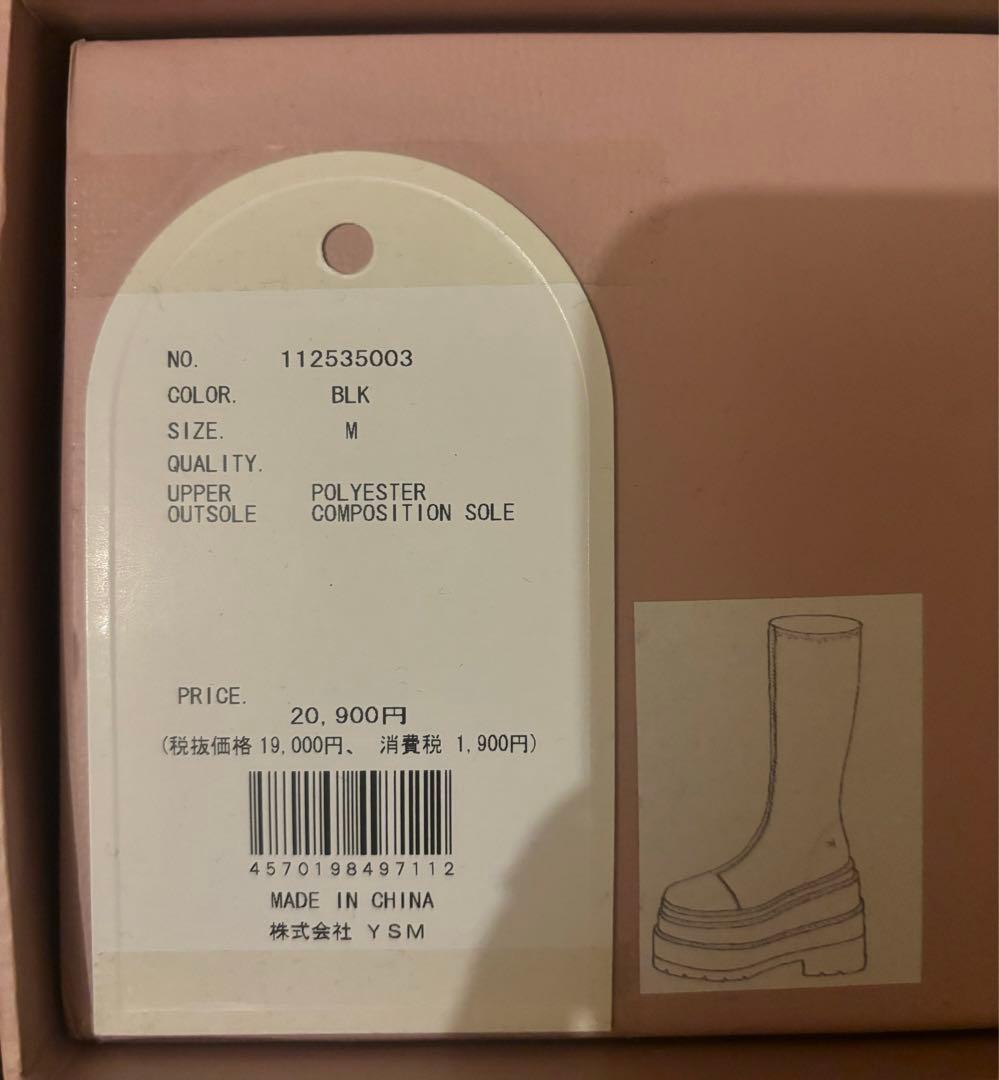 NO. 112535003
COLOR. BLK
SIZE. M
QUALITY.
UPPER POLYESTER
OUTSOLE COMPOSITION SOLE
PRICE.
20,900円
(税抜価格 19,000円、 消費税 1,900円)
4570198497112
MADE IN CHINA
株式会社 YSM